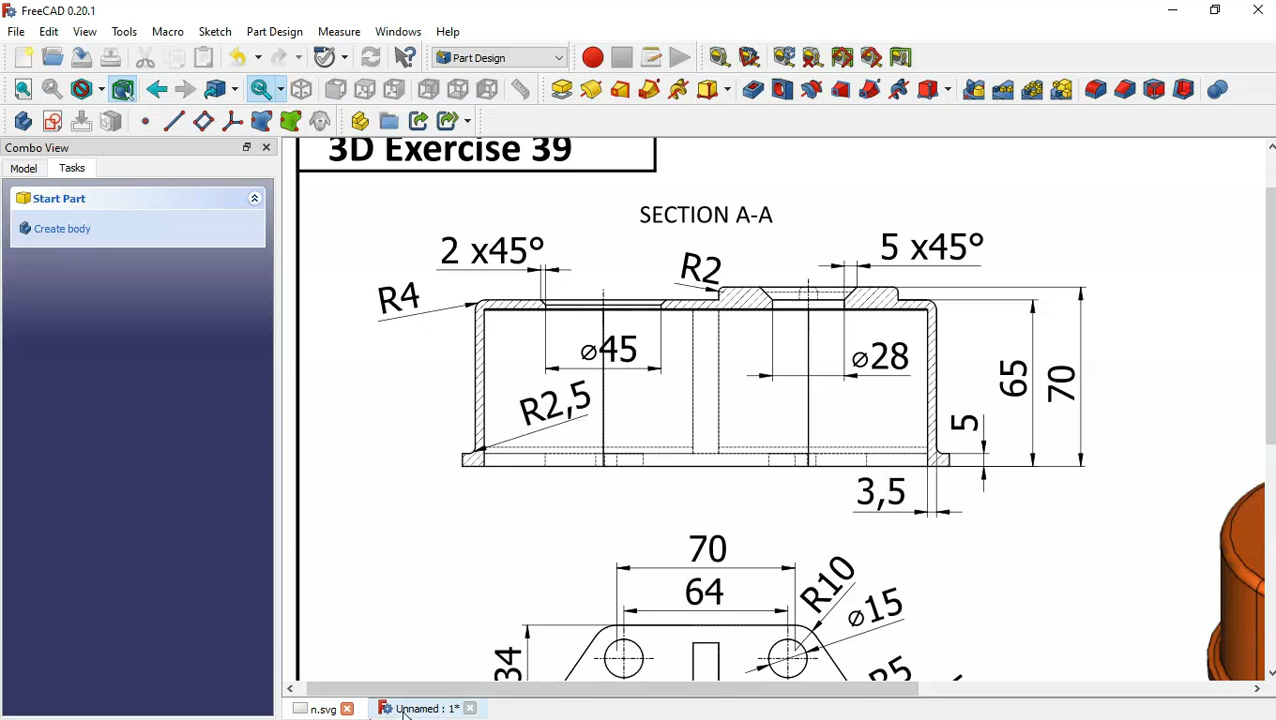 FreeCAD 0.20.1
File Edit View Tools Macro Sketch Part Design Measure Windows Help
Part Design
Combo View
Model Tasks
Start Part
Create body
3D Exercise 39
SECTION A-A
2 x45°
R2
5 x45°
R4
⌀45
⌀28
R2,5
65
70
5
3,5
70
64
R10
⌀15
34
R5
n.svg
Unnamed : 1*